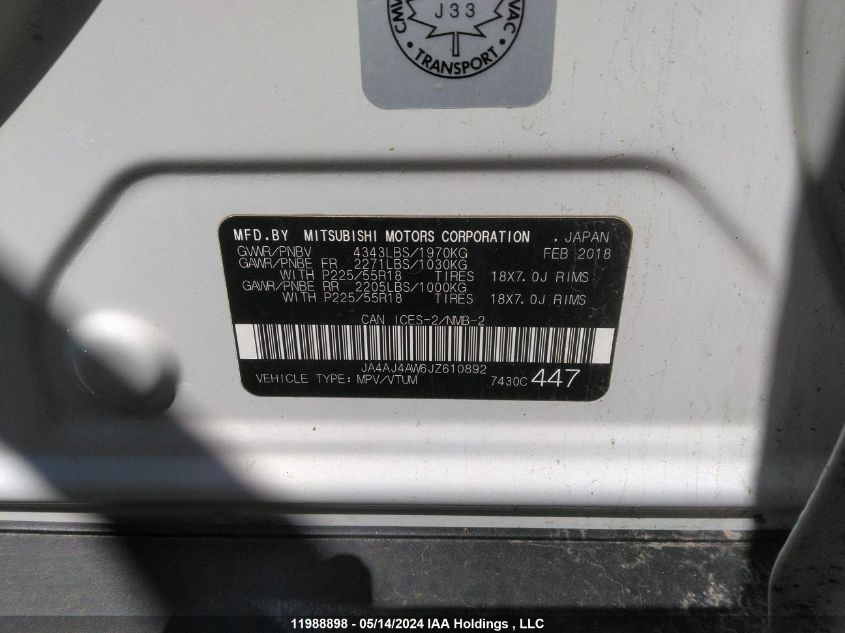 CMV VAC
J33
TRANSPORT
MFD.BY MITSUBISHI MOTORS CORPORATION , JAPAN
GVWR/PNBV 4343LBS/1970KG FEB 2018
GAWR/PNBE FR 2271LBS/1030KG
WITH P225/55R18 TIRES 18X7.0J RIMS
GAWR/PNBE RR 2205LBS/1000KG
WITH P225/55R18 TIRES 18X7.0J RIMS
CAN ICES-2/NMB-2
JA4AJ4AW6JZ610892
VEHICLE TYPE: MPV/VTUM 7430C 447
11988898 - 05/14/2024 IAA Holdings , LLC